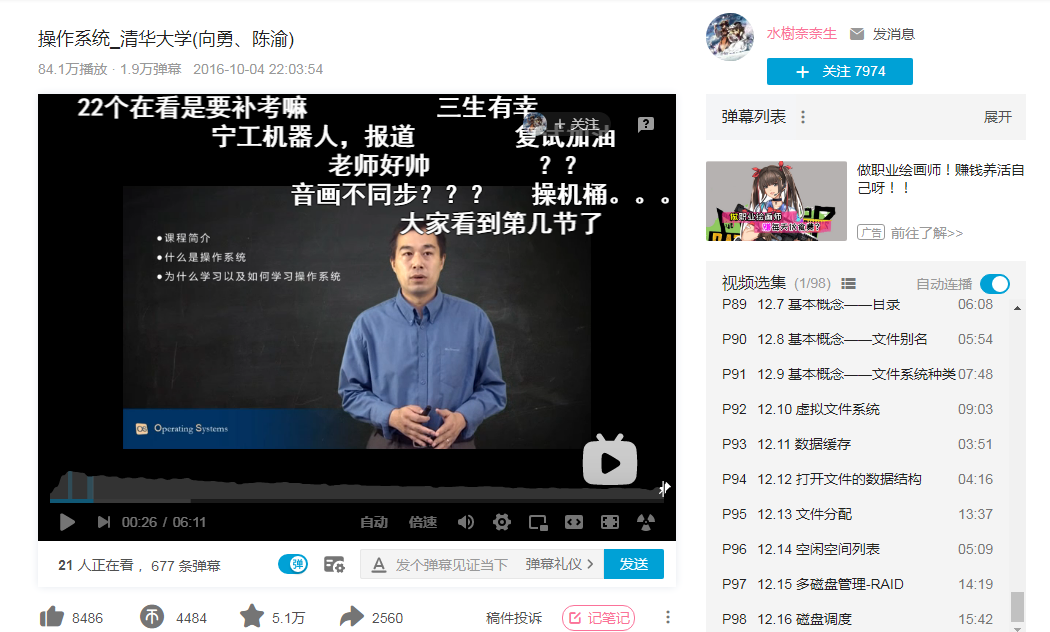 操作系统_清华大学(向勇、陈渝)
84.1万播放 · 1.9万弹幕 2016-10-04 22:03:54
22个在看是要补考嘛 三生有幸
+ 关注
宁工机器人，报道 复试加油
老师好帅 ？？
音画不同步？？？ 操机桶。。。
大家看到第几节了
●课程简介
●什么是操作系统
●为什么学习以及如何学习操作系统
OS Operating Systems
00:26 / 06:11 自动 倍速
21 人正在看 ，677 条弹幕 弹 发个弹幕见证当下 弹幕礼仪 > 发送
8486 4484 5.1万 2560 稿件投诉 记笔记
水樹亲亲生 发消息
+ 关注 7974
弹幕列表 展开
做职业绘画师！赚钱养活自
己呀！！
广告 前往了解>>
做职业绘画师
视频选集 (1/98) 自动连播
P89 12.7 基本概念——目录 06:08
P90 12.8 基本概念——文件别名 05:54
P91 12.9 基本概念——文件系统种类 07:48
P92 12.10 虚拟文件系统 09:03
P93 12.11 数据缓存 03:51
P94 12.12 打开文件的数据结构 04:16
P95 12.13 文件分配 13:37
P96 12.14 空闲空间列表 05:09
P97 12.15 多磁盘管理-RAID 14:19
P98 12.16 磁盘调度 15:42